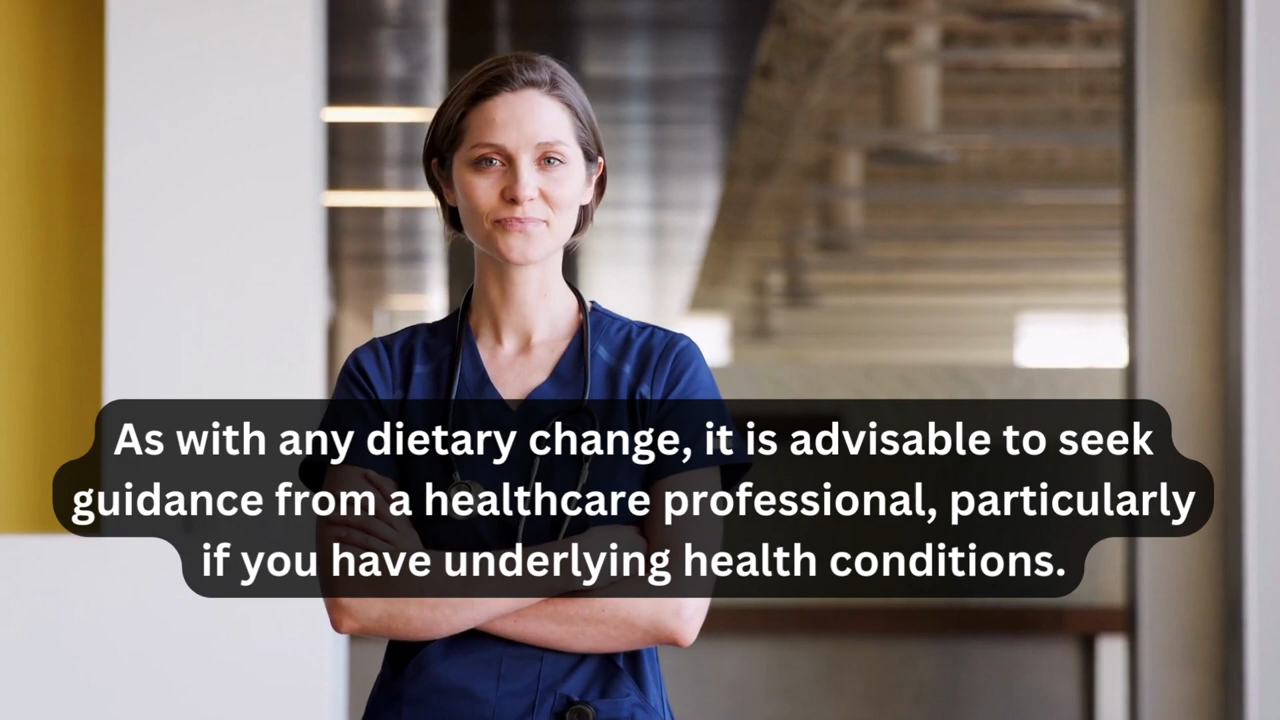 As with any dietary change, it is advisable to seek
guidance from a healthcare professional, particularly
if you have underlying health conditions.